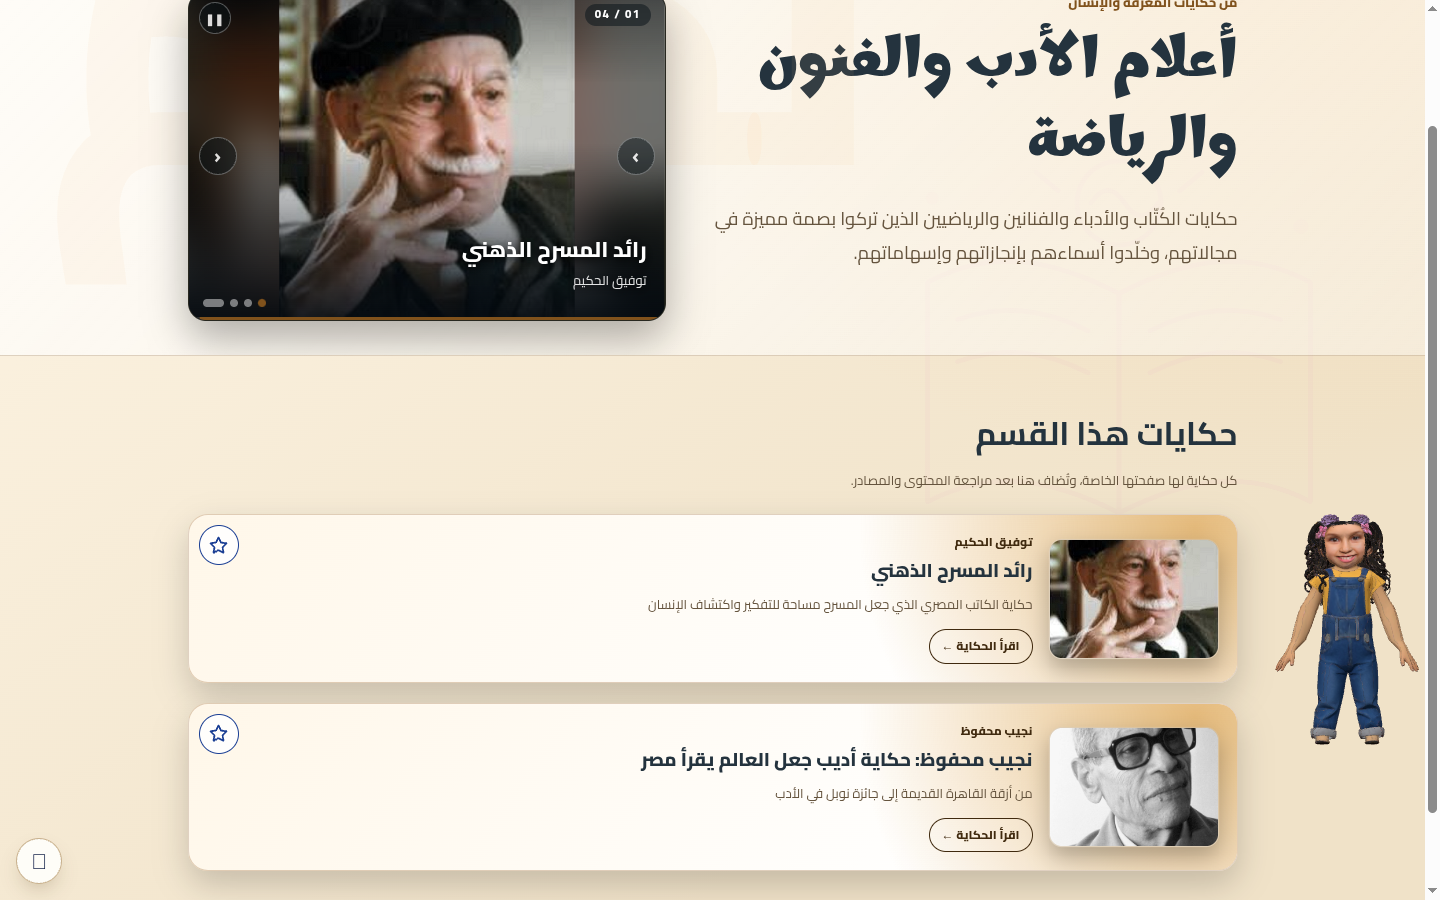 من حكايات المعرفة والإنسان
أعلام الأدب والفنون
والرياضة
حكايات الكُتّاب والأدباء والفنانين والرياضيين الذين تركوا بصمة مميزة في
مجالاتهم، وخلّدوا أسماءهم بإنجازاتهم وإسهاماتهم.
04 / 01
رائد المسرح الذهني
توفيق الحكيم
حكايات هذا القسم
كل حكاية لها صفحتها الخاصة، وتُضاف هنا بعد مراجعة المحتوى والمصادر.
توفيق الحكيم
رائد المسرح الذهني
حكاية الكاتب المصري الذي جعل المسرح مساحة للتفكير واكتشاف الإنسان
اقرأ الحكاية ←
نجيب محفوظ
نجيب محفوظ: حكاية أديب جعل العالم يقرأ مصر
من أزقة القاهرة القديمة إلى جائزة نوبل في الأدب
اقرأ الحكاية ←